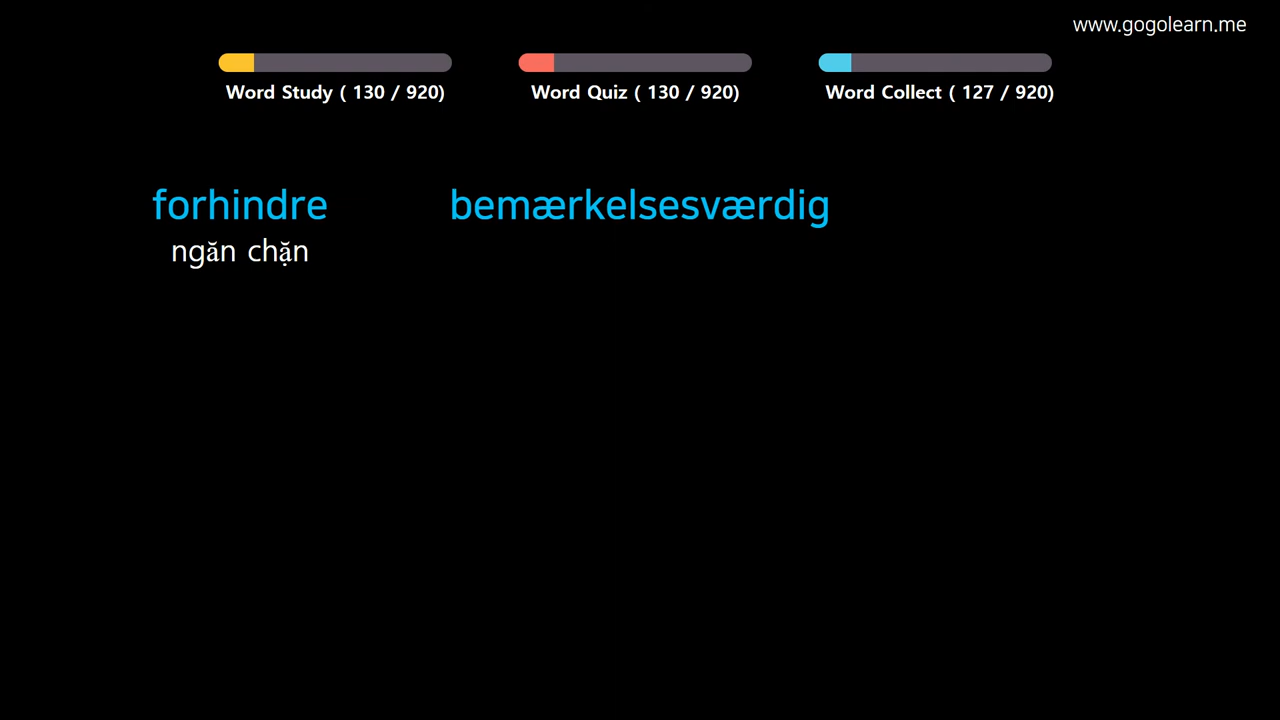 www.gogolearn.me
Word Study ( 130 / 920)
Word Quiz ( 130 / 920)
Word Collect ( 127 / 920)
forhindre
ngăn chặn
bemærkelsesværdig